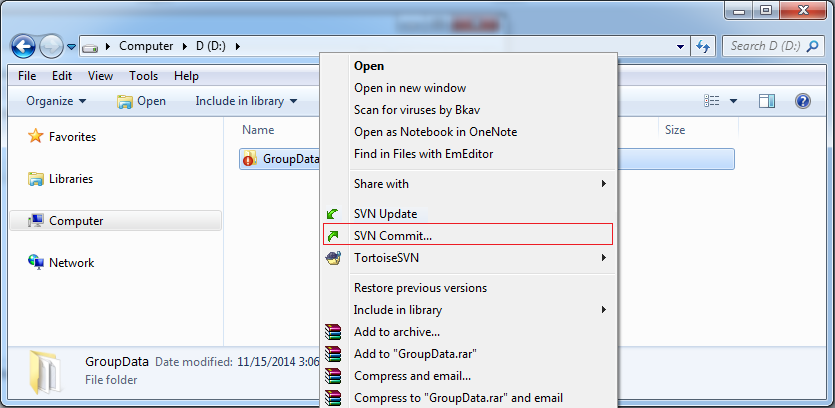 Computer D (D:) Search D (D:)
File Edit View Tools Help
Organize Open Include in library
Name Size
Favorites
Libraries
Computer
Network
GroupData
Open
Open in new window
Scan for viruses by Bkav
Open as Notebook in OneNote
Find in Files with EmEditor
Share with
SVN Update
SVN Commit...
TortoiseSVN
Restore previous versions
Include in library
Add to archive...
Add to "GroupData.rar"
Compress and email...
Compress to "GroupData.rar" and email
GroupData Date modified: 11/15/2014 3:06
File folder